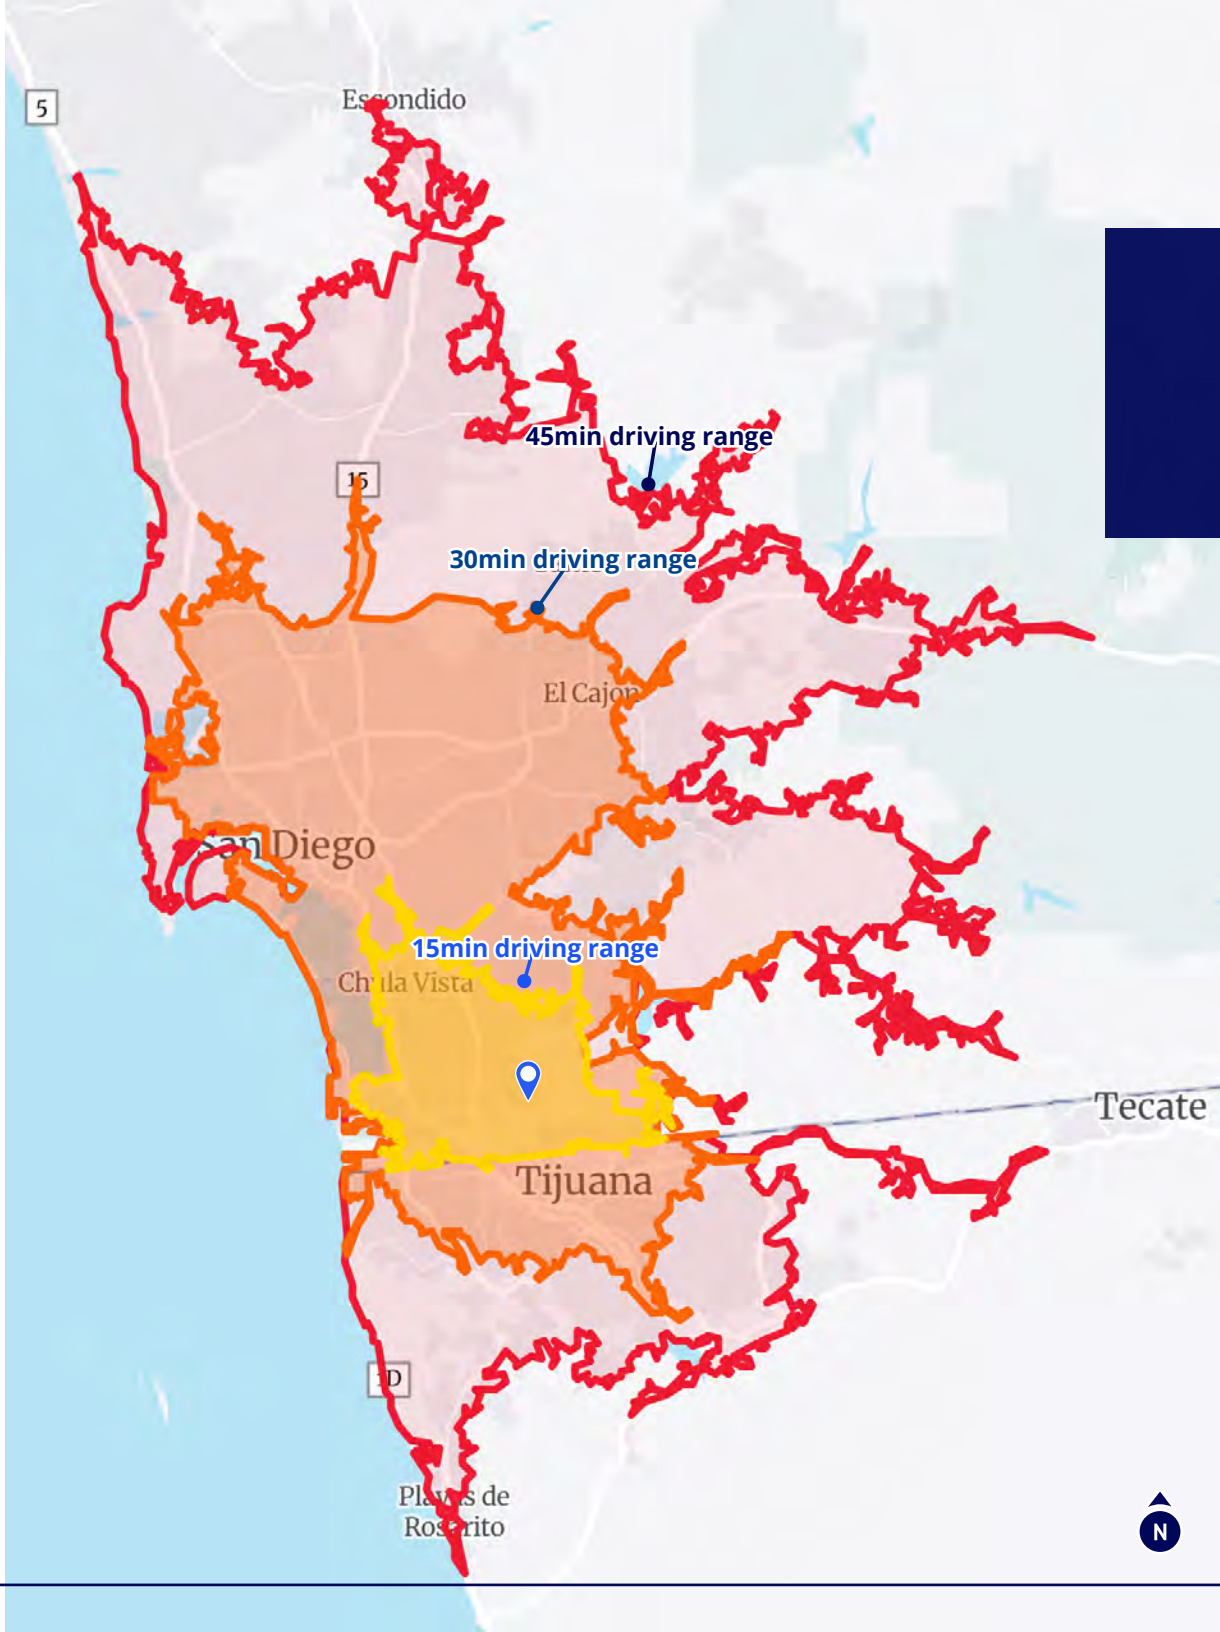 Escondido
5
45min driving range
15
30min driving range
El Cajon
San Diego
15min driving range
Chula Vista
Tecate
Tijuana
1D
Playas de
Rosarito
N